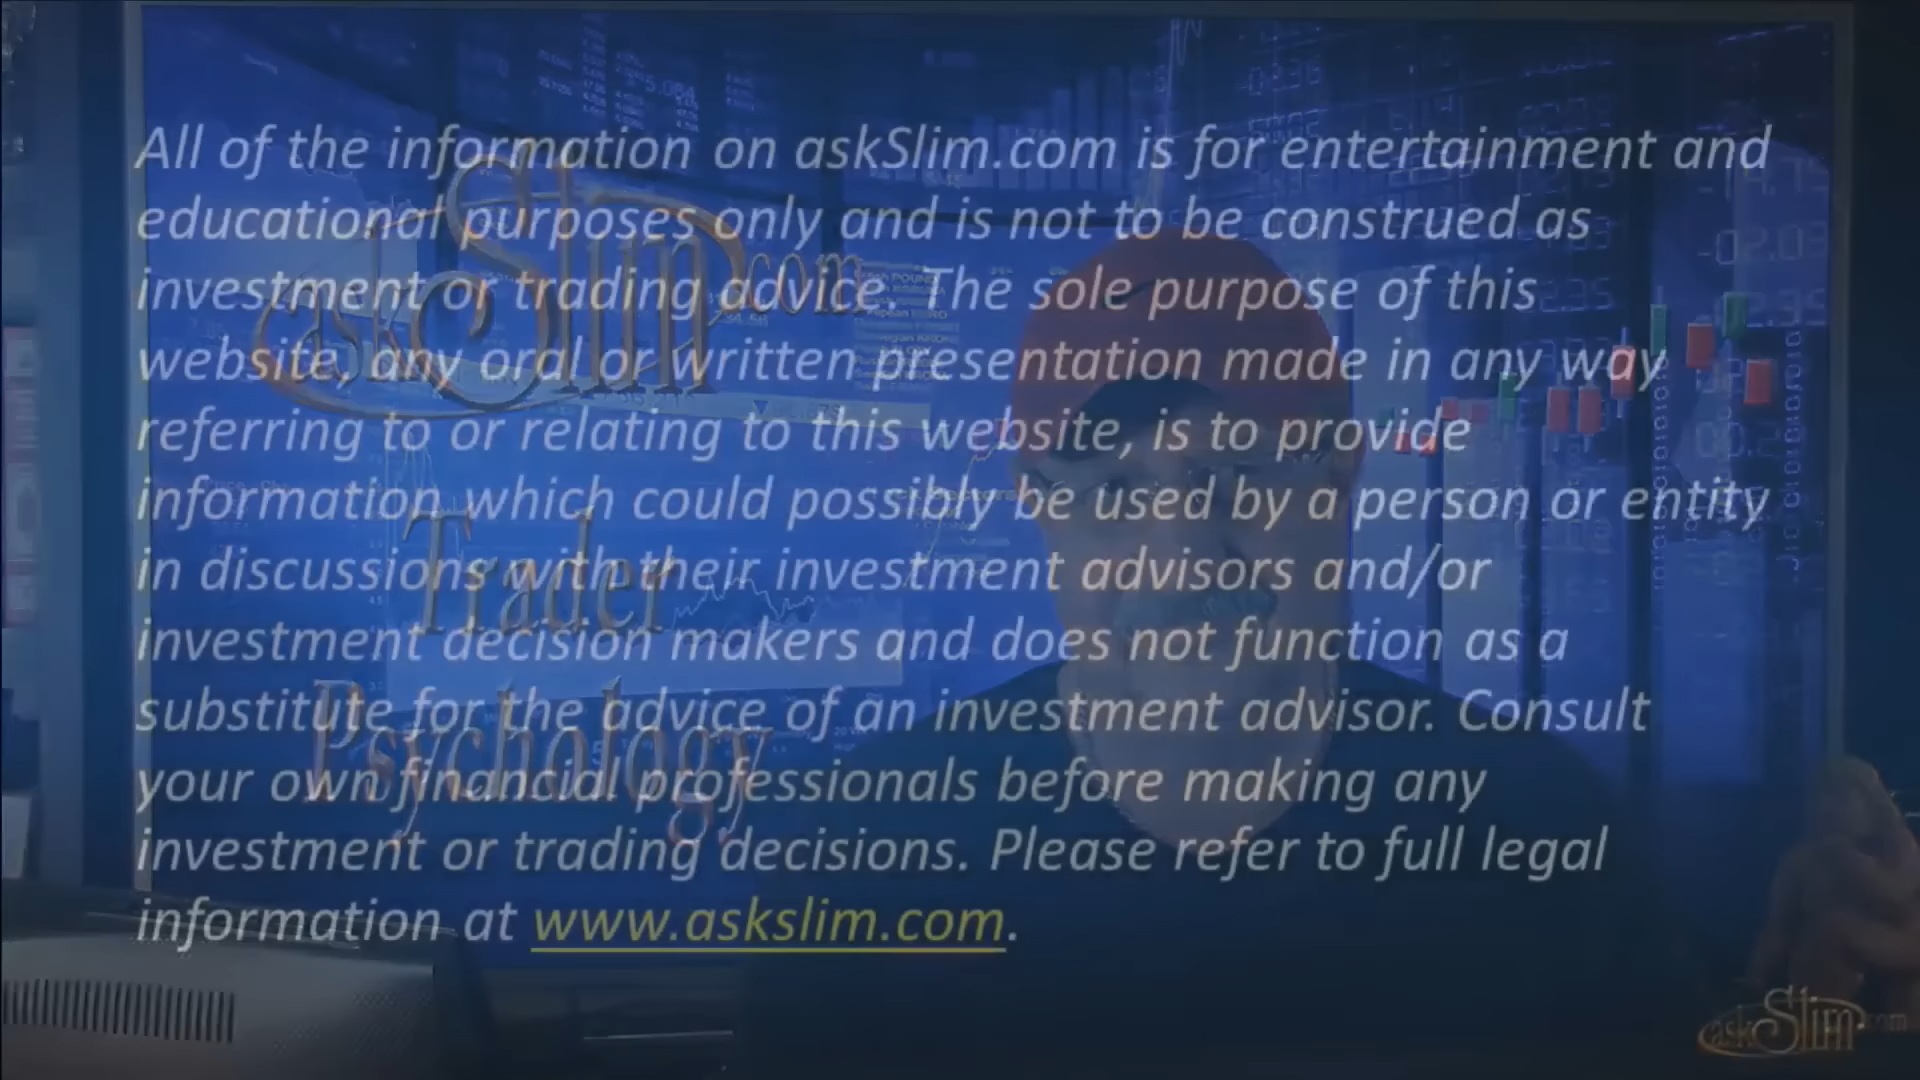 All of the information on askSlim.com is for entertainment and
educational purposes only and is not to be construed as
investment or trading advice. The sole purpose of this
website, any oral or written presentation made in any way
referring to or relating to this website, is to provide
information which could possibly be used by a person or entity
in discussions with their investment advisors and/or
investment decision makers and does not function as a
substitute for the advice of an investment advisor. Consult
your own financial professionals before making any
investment or trading decisions. Please refer to full legal
information at www.askslim.com.
askSlim.com
Trader
Psychology
askSlim.com